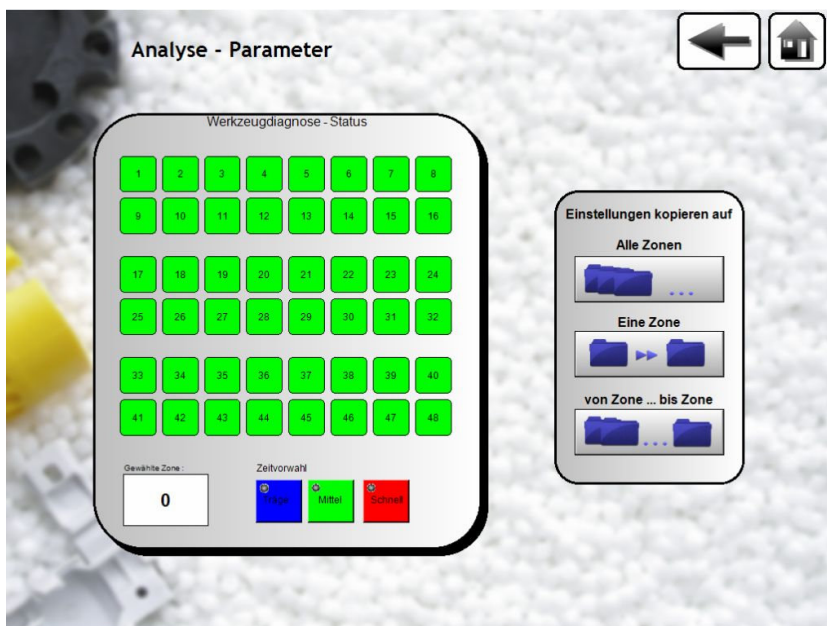 Analyse - Parameter
Werkzeugdiagnose - Status
1 2 3 4 5 6 7 8
9 10 11 12 13 14 15 16
17 18 19 20 21 22 23 24
25 26 27 28 29 30 31 32
33 34 35 36 37 38 39 40
41 42 43 44 45 46 47 48
Gewählte Zone :
0
Zeitvorwahl
Träge Mittel Schnell
Einstellungen kopieren auf
Alle Zonen
...
Eine Zone
von Zone ... bis Zone
...